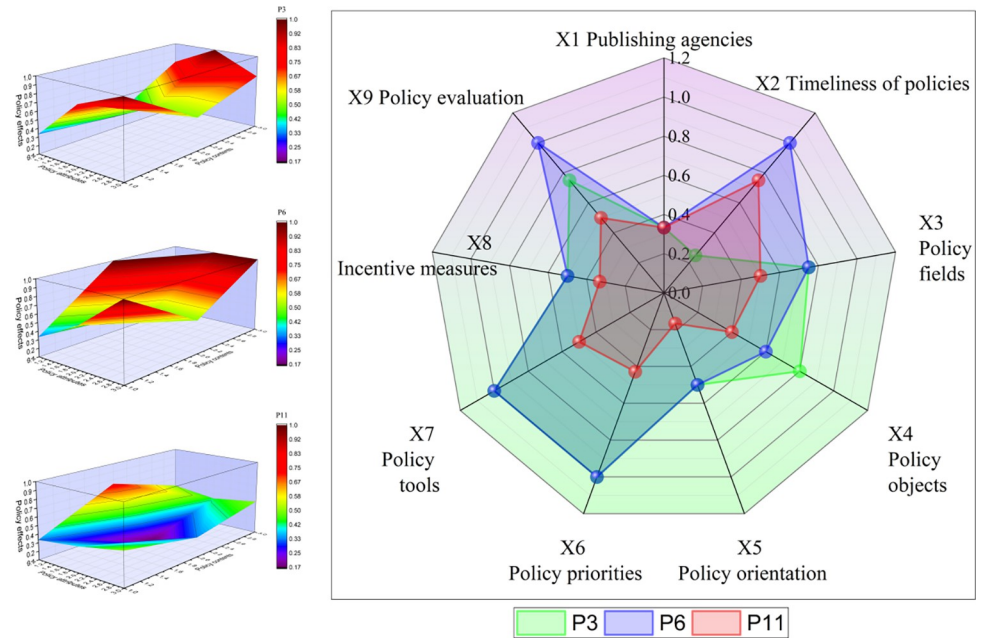 P3
1.0
0.92
0.83
0.75
0.67
0.58
0.50
0.42
0.33
0.25
0.17
Policy effects
Policy attributes
P6
1.0
0.92
0.83
0.75
0.67
0.58
0.50
0.42
0.33
0.25
0.17
Policy effects
Policy attributes
P11
1.0
0.92
0.83
0.75
0.67
0.58
0.50
0.42
0.33
0.25
0.17
Policy effects
Policy attributes
X1 Publishing agencies
1.2
1.0
0.8
0.6
0.4
0.2
0.0
X2 Timeliness of policies
X3
Policy
fields
X4
Policy
objects
X5
Policy orientation
X6
Policy priorities
X7
Policy
tools
X8
Incentive measures
X9 Policy evaluation
P3
P6
P11